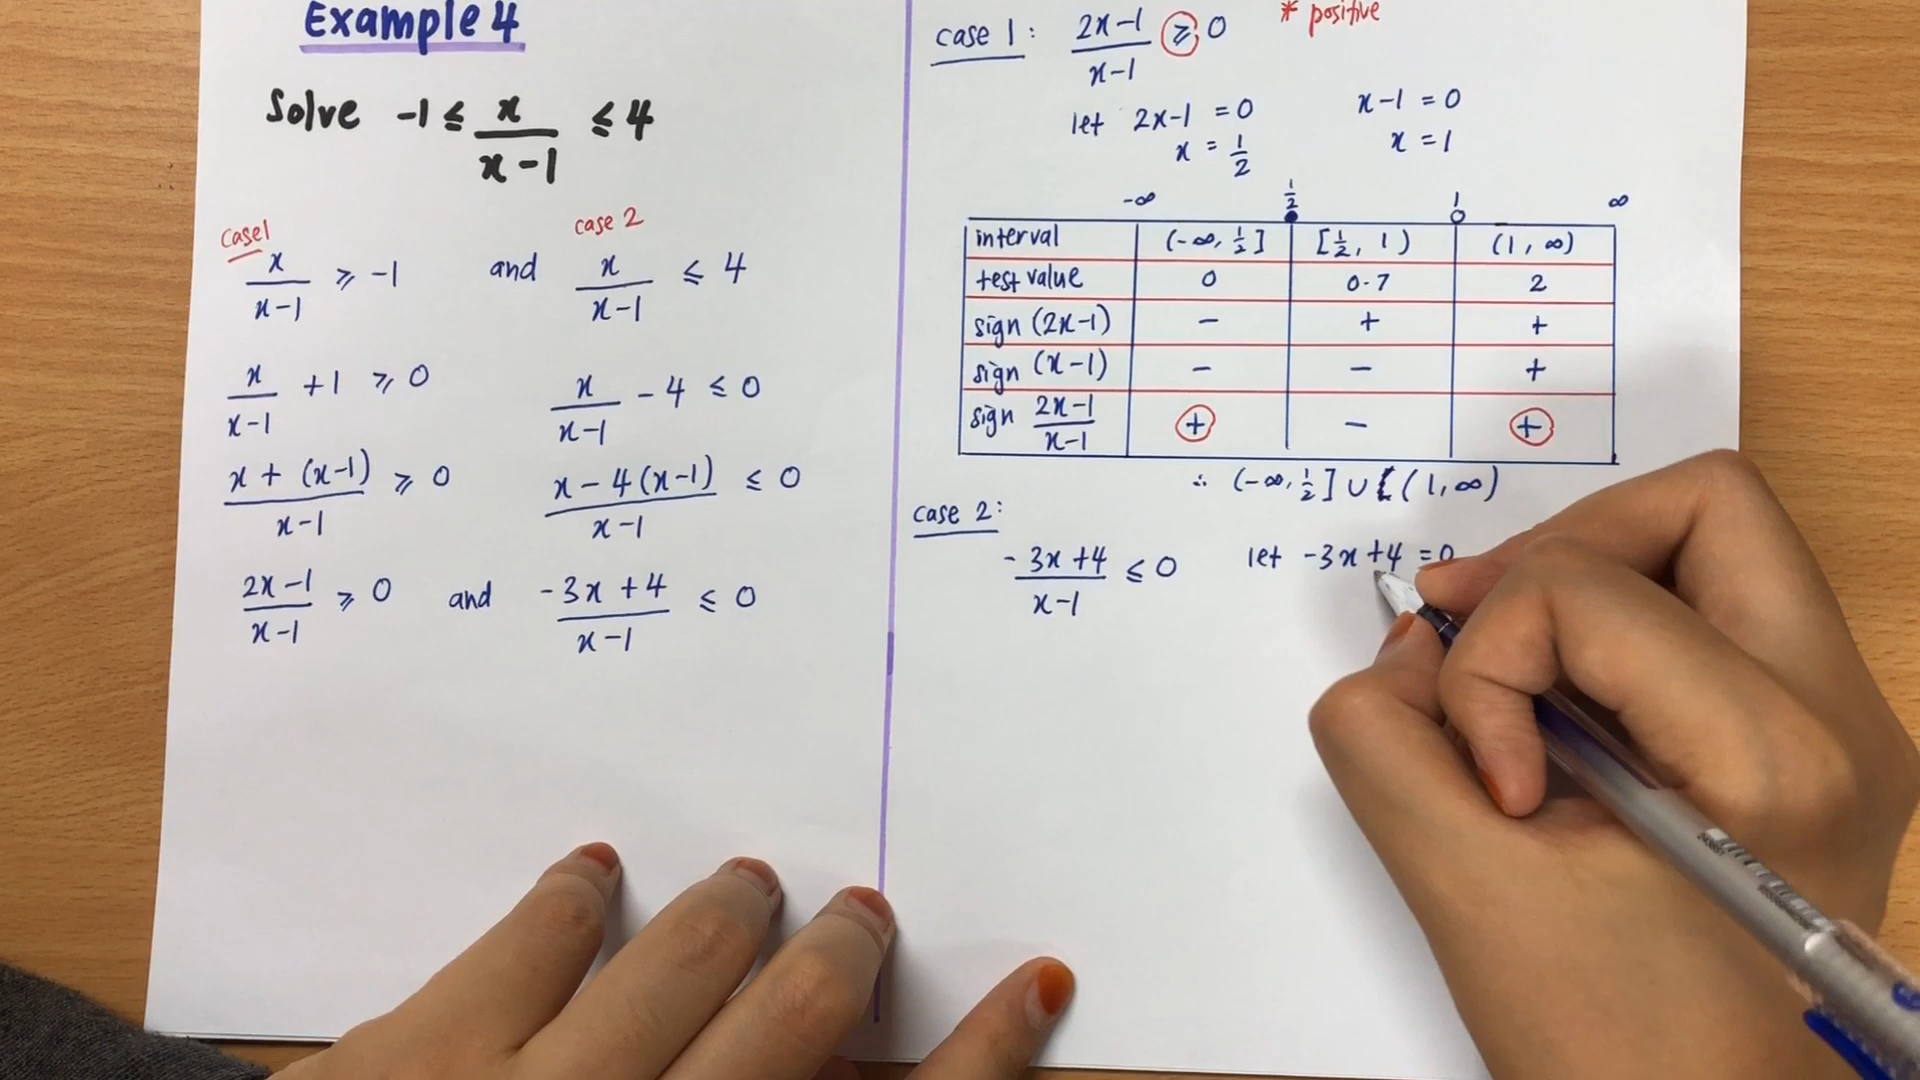 Example 4
Solve -1 ≤ x/(x-1) ≤ 4
case1 case 2
x/(x-1) ≥ -1 and x/(x-1) ≤ 4
x/(x-1) +1 ≥ 0 x/(x-1) - 4 ≤ 0
(x + (x-1))/(x-1) ≥ 0 (x - 4(x-1))/(x-1) ≤ 0
(2x-1)/(x-1) ≥ 0 and (-3x+4)/(x-1) ≤ 0
case 1: (2x-1)/(x-1) ≥ 0 * positive
let 2x-1 = 0 x-1 = 0
x = 1/2 x = 1
-∞ 1/2 1 ∞
interval (-∞, 1/2] [1/2, 1) (1, ∞)
test value 0 0.7 2
sign (2x-1) - + +
sign (x-1) - - +
sign (2x-1)/(x-1) + - +
∴ (-∞, 1/2] ∪ (1, ∞)
case 2:
(-3x+4)/(x-1) ≤ 0 let -3x+4 = 0